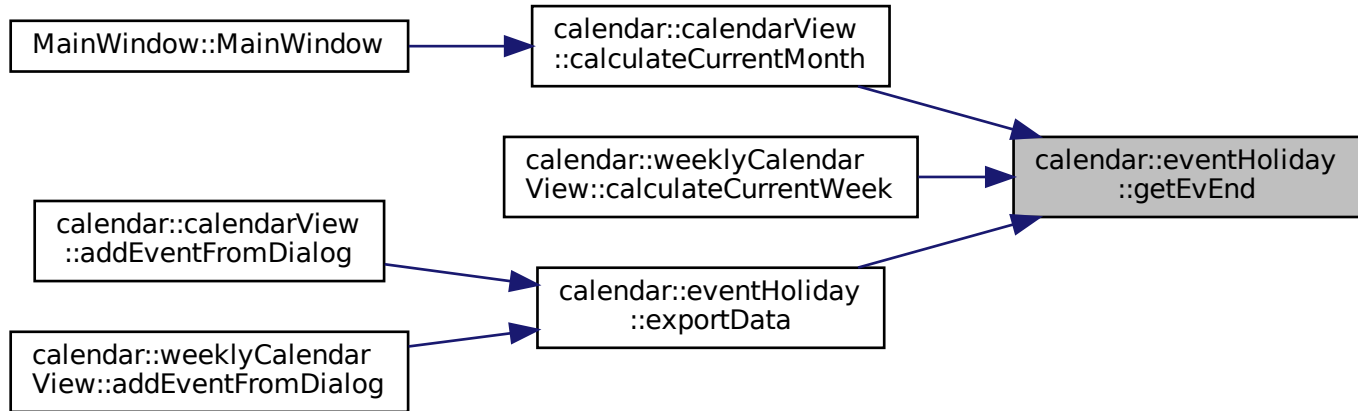 MainWindow::MainWindow
calendar::calendarView
::calculateCurrentMonth
calendar::weeklyCalendar
View::calculateCurrentWeek
calendar::eventHoliday
::getEvEnd
calendar::calendarView
::addEventFromDialog
calendar::eventHoliday
::exportData
calendar::weeklyCalendar
View::addEventFromDialog